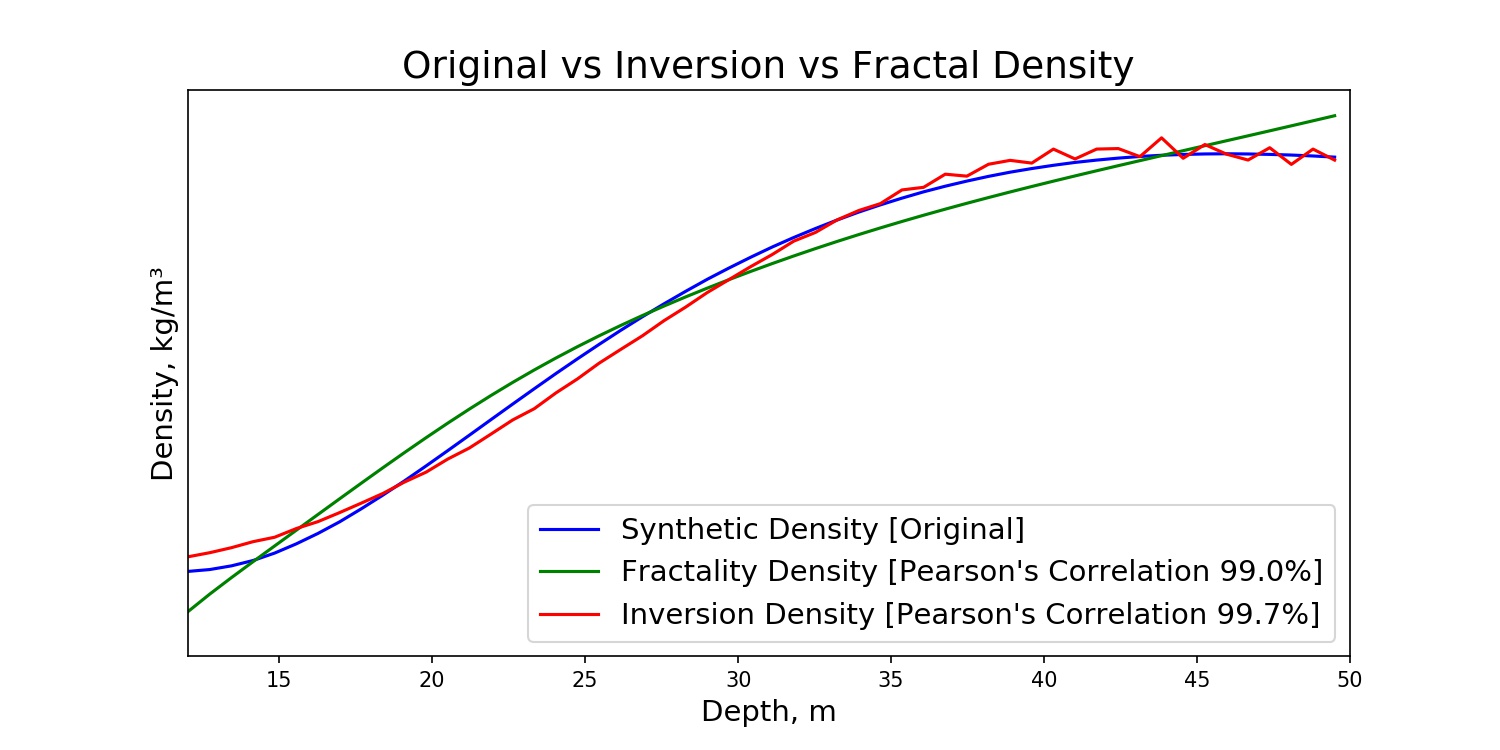 Original vs Inversion vs Fractal Density
Density, kg/m³
Synthetic Density [Original]
Fractality Density [Pearson's Correlation 99.0%]
Inversion Density [Pearson's Correlation 99.7%]
15 20 25 30 35 40 45 50
Depth, m